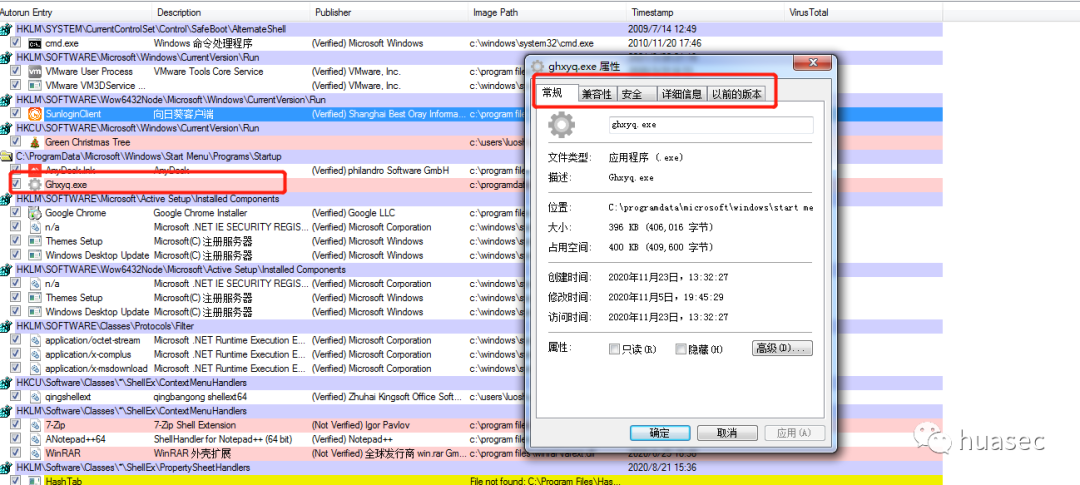 Autorun Entry Description Publisher Image Path Timestamp VirusTotal
HKLM\SYSTEM\CurrentControlSet\Control\SafeBoot\AlternateShell 2009/7/14 12:49
cmd.exe Windows 命令处理程序 (Verified) Microsoft Windows c:\windows\system32\cmd.exe 2010/11/20 17:46
HKLM\SOFTWARE\Microsoft\Windows\CurrentVersion\Run
VMware User Process VMware Tools Core Service (Verified) VMware, Inc. c:\program file
VMware VM3DService ... (Verified) VMware, Inc. c:\program file
HKLM\SOFTWARE\Wow6432Node\Microsoft\Windows\CurrentVersion\Run
SunloginClient 向日葵客户端 (Verified) Shanghai Best Oray Informa... c:\program file
HKCU\SOFTWARE\Microsoft\Windows\CurrentVersion\Run
Green Christmas Tree c:\users\luosh
C:\ProgramData\Microsoft\Windows\Start Menu\Programs\Startup
AnyDesk.lnk AnyDesk (Verified) philandro Software GmbH c:\program file
Ghxyq.exe c:\programdat
HKLM\SOFTWARE\Microsoft\Active Setup\Installed Components
Google Chrome Google Chrome Installer (Verified) Google LLC c:\program file
n/a Microsoft .NET IE SECURITY REGIS... (Verified) Microsoft Corporation c:\windows\s
Themes Setup Microsoft(C) 注册服务器 (Verified) Microsoft Windows c:\windows\s
Windows Desktop Update Microsoft(C) 注册服务器 (Verified) Microsoft Windows c:\windows\s
HKLM\SOFTWARE\Wow6432Node\Microsoft\Active Setup\Installed Components
n/a Microsoft .NET IE SECURITY REGIS... (Verified) Microsoft Corporation c:\windows\s
Themes Setup Microsoft(C) 注册服务器 (Verified) Microsoft Windows c:\windows\s
Windows Desktop Update Microsoft(C) 注册服务器 (Verified) Microsoft Windows c:\windows\s
HKLM\SOFTWARE\Classes\Protocols\Filter
application/octet-stream Microsoft .NET Runtime Execution E... (Verified) Microsoft Corporation c:\windows\s
application/x-complus Microsoft .NET Runtime Execution E... (Verified) Microsoft Corporation c:\windows\s
application/x-msdownload Microsoft .NET Runtime Execution E... (Verified) Microsoft Corporation c:\windows\s
HKCU\Software\Classes\*\ShellEx\ContextMenuHandlers
qingshellext qingbangong shellext64 (Verified) Zhuhai Kingsoft Office Soft... c:\users\luosh
HKLM\Software\Classes\*\ShellEx\ContextMenuHandlers
7-Zip 7-Zip Shell Extension (Not Verified) Igor Pavlov c:\program file
ANotepad++64 ShellHandler for Notepad++ (64 bit) (Verified) Notepad++ c:\program file
WinRAR WinRAR 外壳扩展 (Not Verified) 全球发行商 win.rar Gm...
HKLM\Software\Classes\*\ShellEx\PropertySheetHandlers 2020/8/21 15:36
HashTab File not found: C:\Program Files\Has...
ghxyq.exe 属性
常规 兼容性 安全 详细信息 以前的版本
ghxyq.exe
文件类型: 应用程序 (.exe)
描述: Ghxyq.exe
位置: C:\programdata\microsoft\windows\start me
大小: 396 KB (406,016 字节)
占用空间: 400 KB (409,600 字节)
创建时间: 2020年11月23日，13:32:27
修改时间: 2020年11月5日，19:45:29
访问时间: 2020年11月23日，13:32:27
属性: 只读(R) 隐藏(H) 高级(D)...
确定 取消 应用(A)
huasec